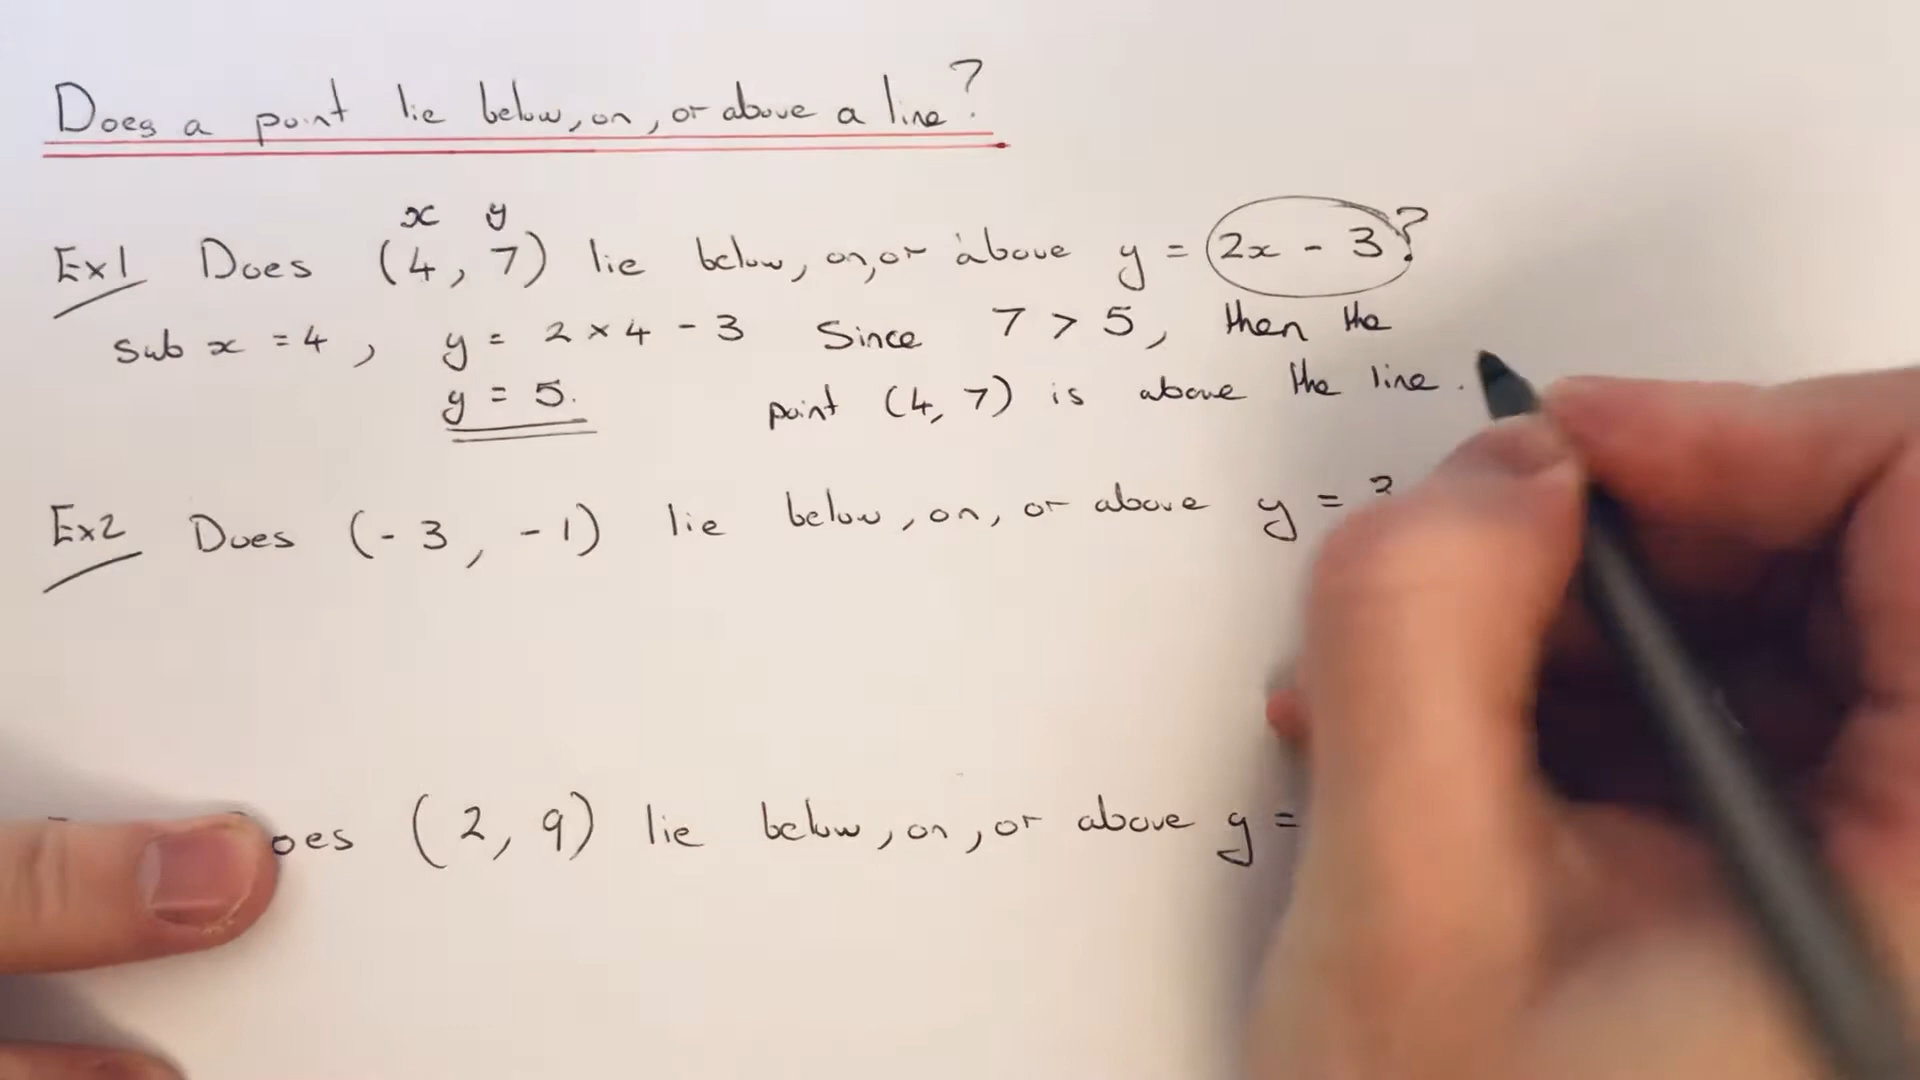 Does a point lie below, on, or above a line?
x y
Ex1 Does (4, 7) lie below, on, or above y = 2x - 3?
Sub x = 4, y = 2 × 4 - 3 Since 7 > 5, then the
y = 5. point (4, 7) is above the line.
Ex2 Does (-3, -1) lie below, on, or above y =
oes (2, 9) lie below, on, or above y =